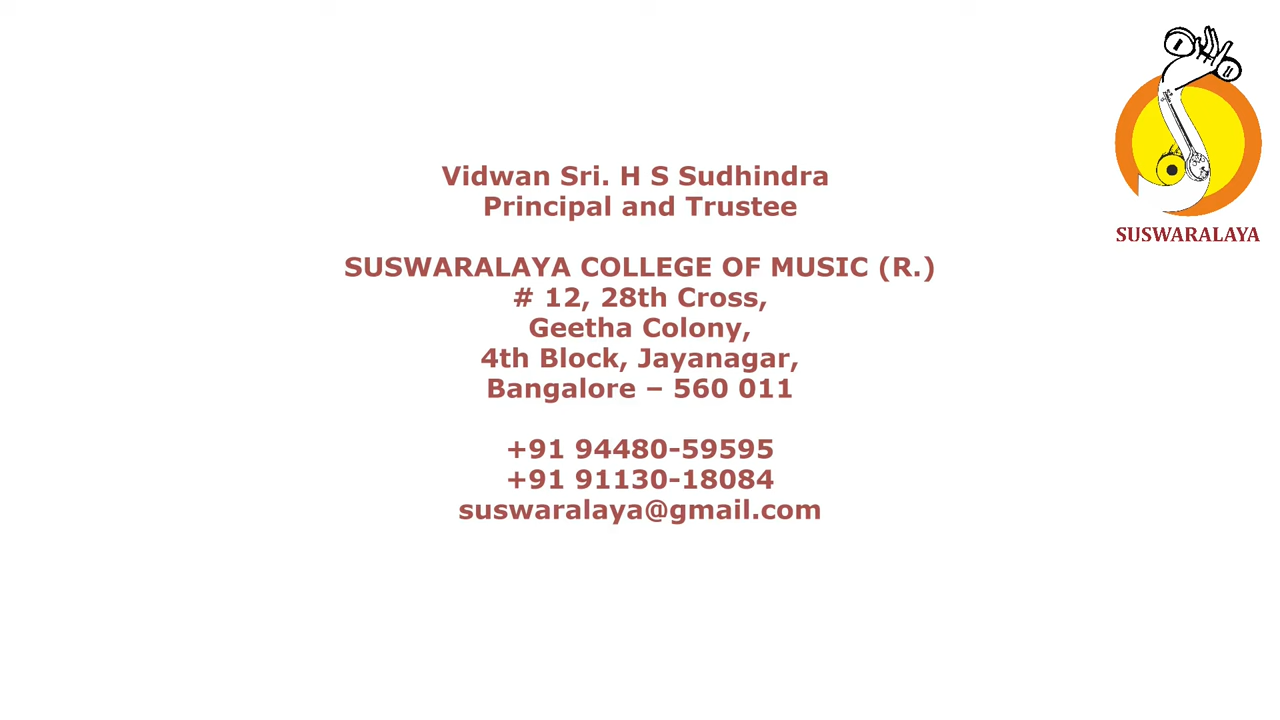 Vidwan Sri. H S Sudhindra
Principal and Trustee
SUSWARALAYA COLLEGE OF MUSIC (R.)
# 12, 28th Cross,
Geetha Colony,
4th Block, Jayanagar,
Bangalore – 560 011
+91 94480-59595
+91 91130-18084
suswaralaya@gmail.com
SUSWARALAYA